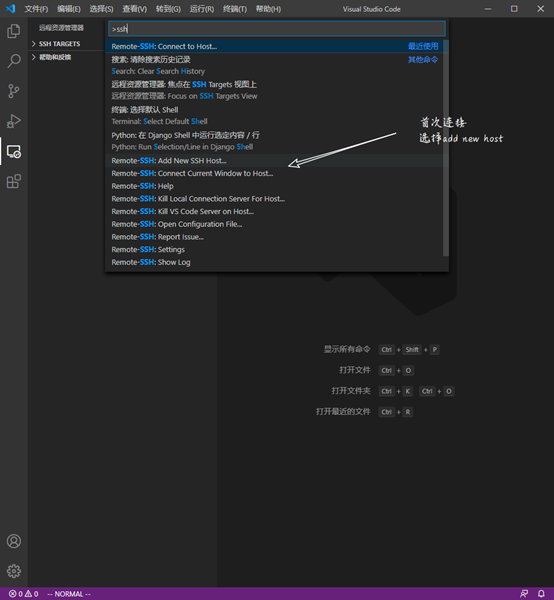 文件(F) 编辑(E) 选择(S) 查看(V) 转到(G) 运行(R) 终端(T) 帮助(H) Visual Studio Code
远程资源管理器
SSH TARGETS
帮助和反馈
>ssh
Remote-SSH: Connect to Host... 最近使用
搜索: 清除搜索历史记录 其他命令
Search: Clear Search History
远程资源管理器: 焦点在 SSH Targets 视图上
远程资源管理器: Focus on SSH Targets View
终端: 选择默认 Shell
Terminal: Select Default Shell
Python: 在 Django Shell 中运行选定内容 / 行
Python: Run Selection/Line in Django Shell
Remote-SSH: Add New SSH Host...
Remote-SSH: Connect Current Window to Host...
Remote-SSH: Help
Remote-SSH: Kill Local Connection Server For Host...
Remote-SSH: Kill VS Code Server on Host...
Remote-SSH: Open Configuration File...
Remote-SSH: Report Issue...
Remote-SSH: Settings
Remote-SSH: Show Log
首次连接
选择add new host
显示所有命令 Ctrl + Shift + P
打开文件 Ctrl + O
打开文件夹 Ctrl + K Ctrl + O
打开最近的文件 Ctrl + R
0 0 -- NORMAL --